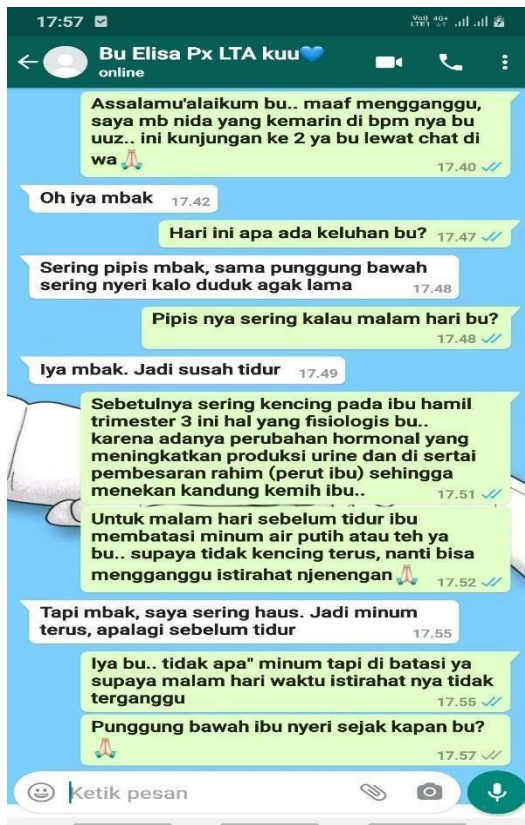 17:57
Vo)) 4G+
LTE1
Bu Elisa Px LTA kuu💙
online
Assalamu'alaikum bu.. maaf mengganggu,
saya mb nida yang kemarin di bpm nya bu
uuz.. ini kunjungan ke 2 ya bu lewat chat di
wa 🙏
17.40
Oh iya mbak 17.42
Hari ini apa ada keluhan bu? 17.47
Sering pipis mbak, sama punggung bawah
sering nyeri kalo duduk agak lama 17.48
Pipis nya sering kalau malam hari bu?
17.48
Iya mbak. Jadi susah tidur 17.49
Sebetulnya sering kencing pada ibu hamil
trimester 3 ini hal yang fisiologis bu..
karena adanya perubahan hormonal yang
meningkatkan produksi urine dan di sertai
pembesaran rahim (perut ibu) sehingga
menekan kandung kemih ibu.. 17.51
Untuk malam hari sebelum tidur ibu
membatasi minum air putih atau teh ya
bu.. supaya tidak kencing terus, nanti bisa
mengganggu istirahat njenengan 🙏 17.52
Tapi mbak, saya sering haus. Jadi minum
terus, apalagi sebelum tidur 17.55
Iya bu.. tidak apa" minum tapi di batasi ya
supaya malam hari waktu istirahat nya tidak
terganggu 17.55
Punggung bawah ibu nyeri sejak kapan bu?
🙏
17.57
Ketik pesan